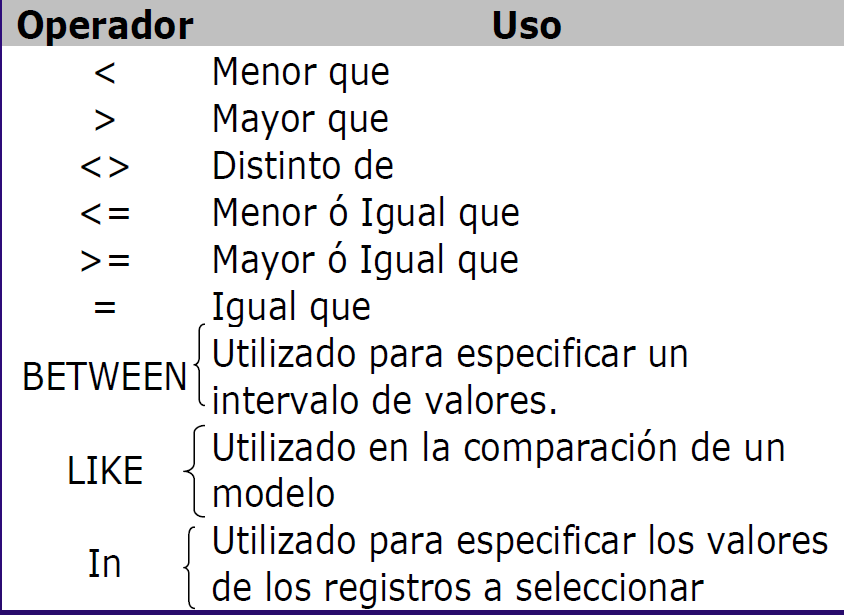 Operador Uso
< Menor que
> Mayor que
<> Distinto de
<= Menor ó Igual que
>= Mayor ó Igual que
= Igual que
BETWEEN Utilizado para especificar un
intervalo de valores.
LIKE Utilizado en la comparación de un
modelo
In Utilizado para especificar los valores
de los registros a seleccionar